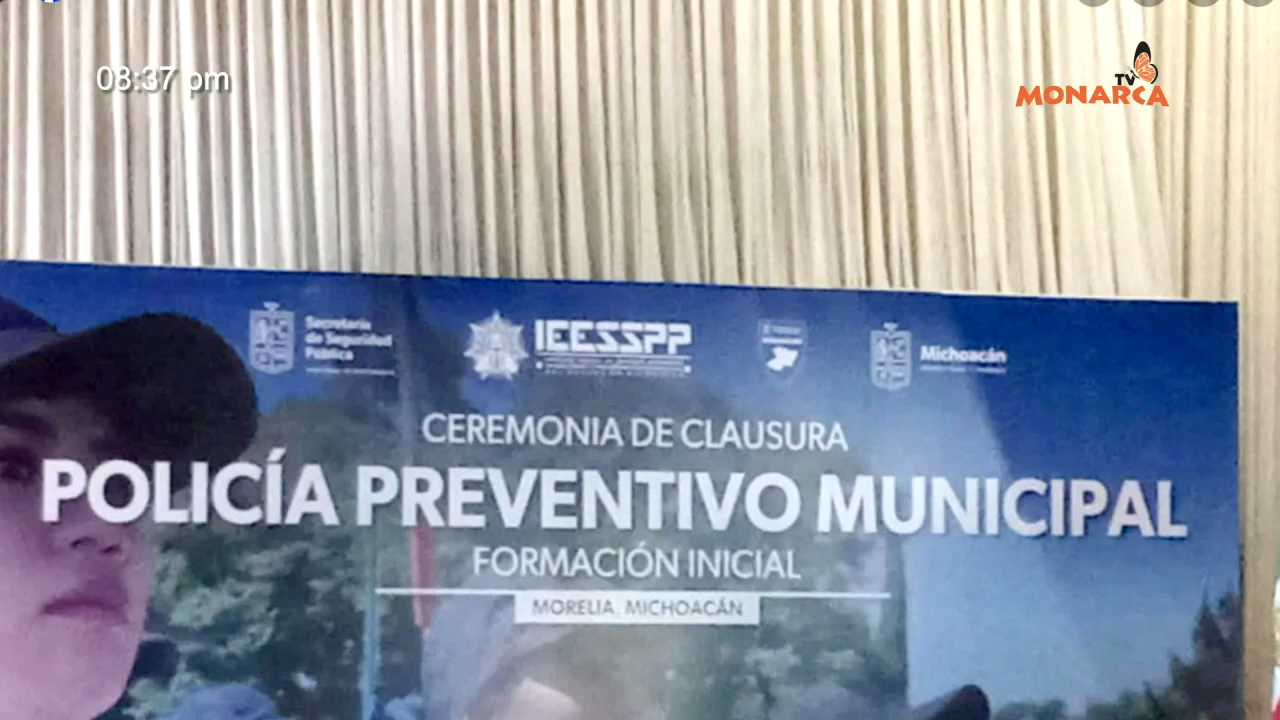 08:37 pm
TV
MONARCA
Secretaría
de Seguridad
Pública
IEESSPP
Michoacán
CEREMONIA DE CLAUSURA
POLICÍA PREVENTIVO MUNICIPAL
FORMACIÓN INICIAL
MORELIA, MICHOACÁN